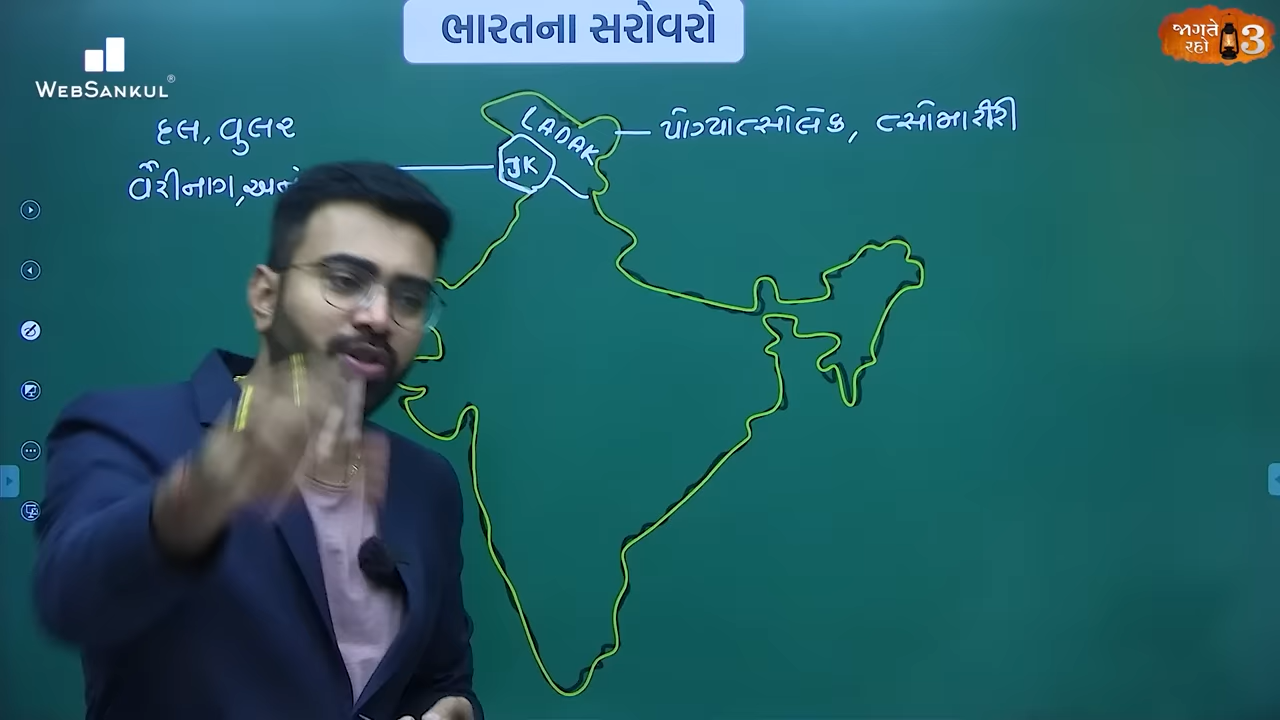 ભારતના સરોવરો
જાગતે
રહો 3
WEBSANKUL®
દલ, વુલર
વૈરીનાગ,
LADAK
JK
પોંગ્યોત્સોલેક, ત્સોમોરીરી